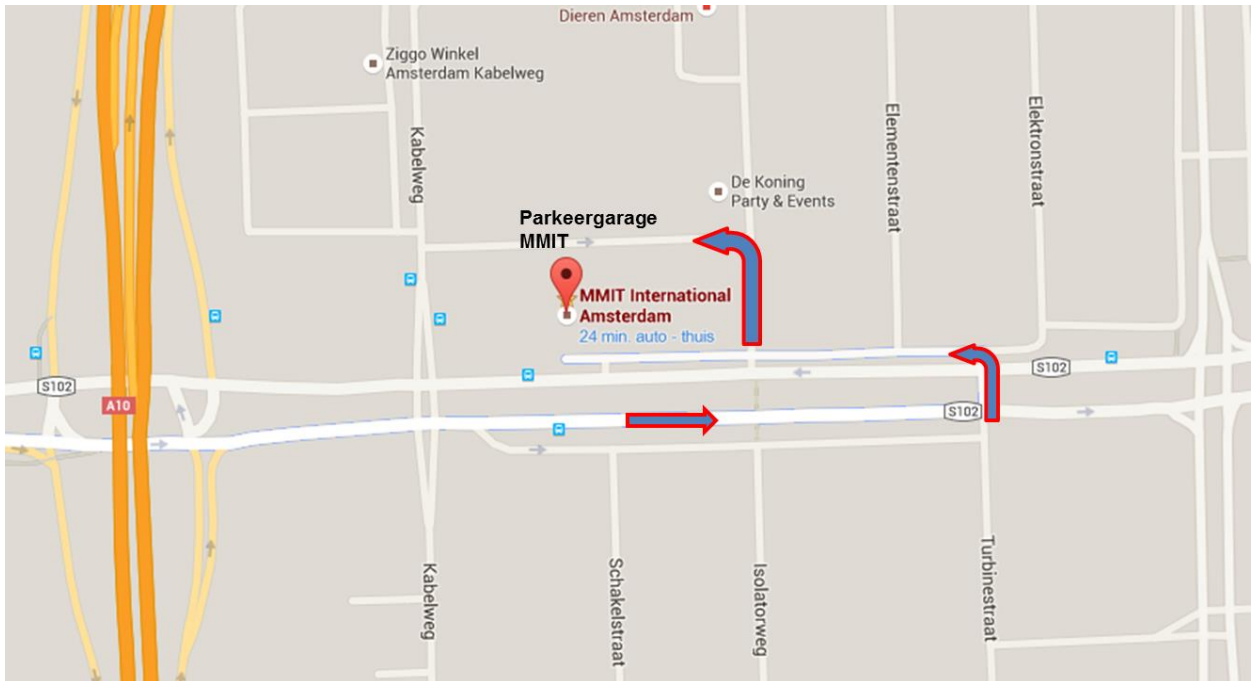 Dieren Amsterdam
Ziggo Winkel
Amsterdam Kabelweg
Kabelweg
Elementenstraat
Elektronstraat
De Koning
Party & Events
Parkeergarage
MMIT
MMIT International
Amsterdam
24 min. auto - thuis
S102
S102
A10
S102
Kabelweg
Schakelstraat
Isolatorweg
Turbinestraat